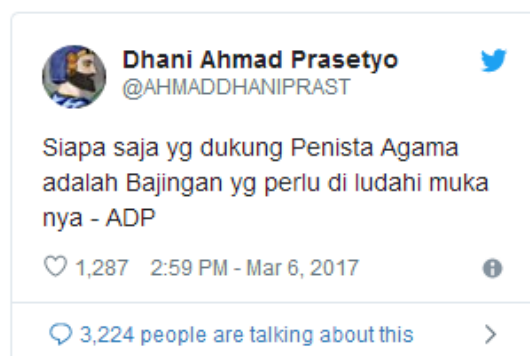 Dhani Ahmad Prasetyo
@AHMADDHANIPRAST
Siapa saja yg dukung Penista Agama
adalah Bajingan yg perlu di ludahi muka
nya - ADP
1,287 2:59 PM - Mar 6, 2017
3,224 people are talking about this